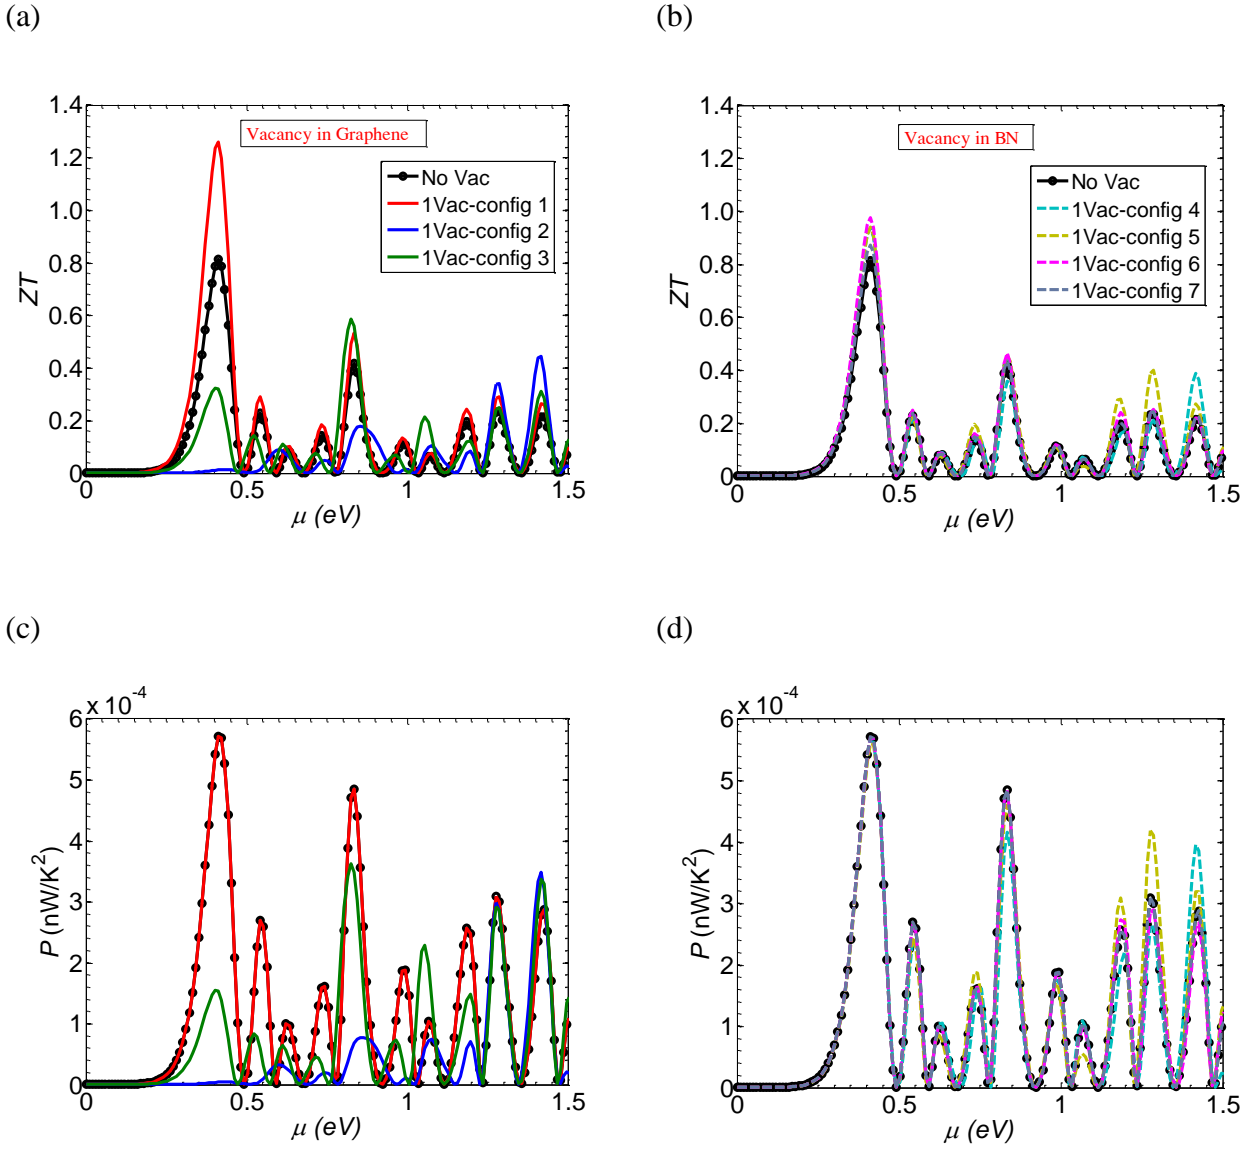 (a)
(b)
1.4
1.2
1.0
0.8
0.6
0.4
0.2
0
ZT
Vacancy in Graphene
No Vac
1Vac-config 1
1Vac-config 2
1Vac-config 3
0
0.5
1
1.5
μ (eV)
1.4
1.2
1.0
0.8
0.6
0.4
0.2
0
ZT
Vacancy in BN
No Vac
1Vac-config 4
1Vac-config 5
1Vac-config 6
1Vac-config 7
0
0.5
1
1.5
μ (eV)
(c)
(d)
x 10⁻⁴
6
5
4
3
2
1
0
P (nW/K²)
0
0.5
1
1.5
μ (eV)
x 10⁻⁴
6
5
4
3
2
1
0
P (nW/K²)
0
0.5
1
1.5
μ (eV)